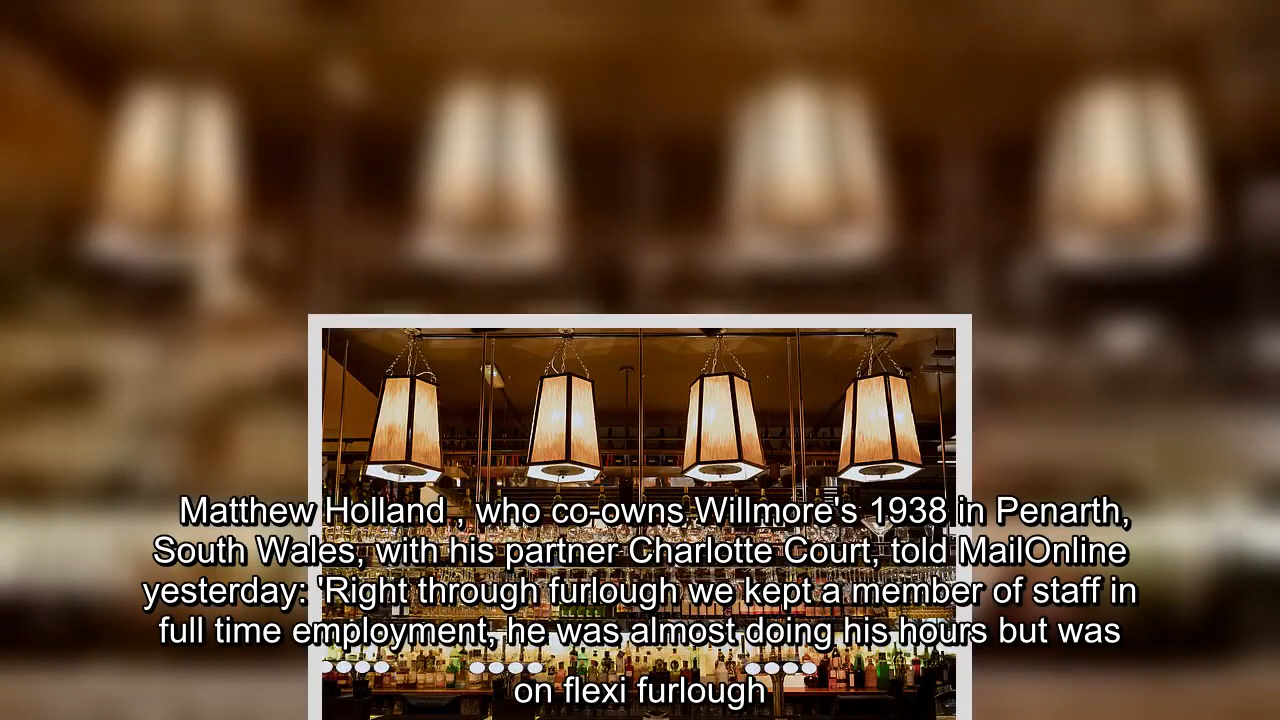 Matthew Holland , who co-owns Willmore's 1938 in Penarth,
South Wales, with his partner Charlotte Court, told MailOnline
yesterday: 'Right through furlough we kept a member of staff in
full time employment, he was almost doing his hours but was
on flexi furlough